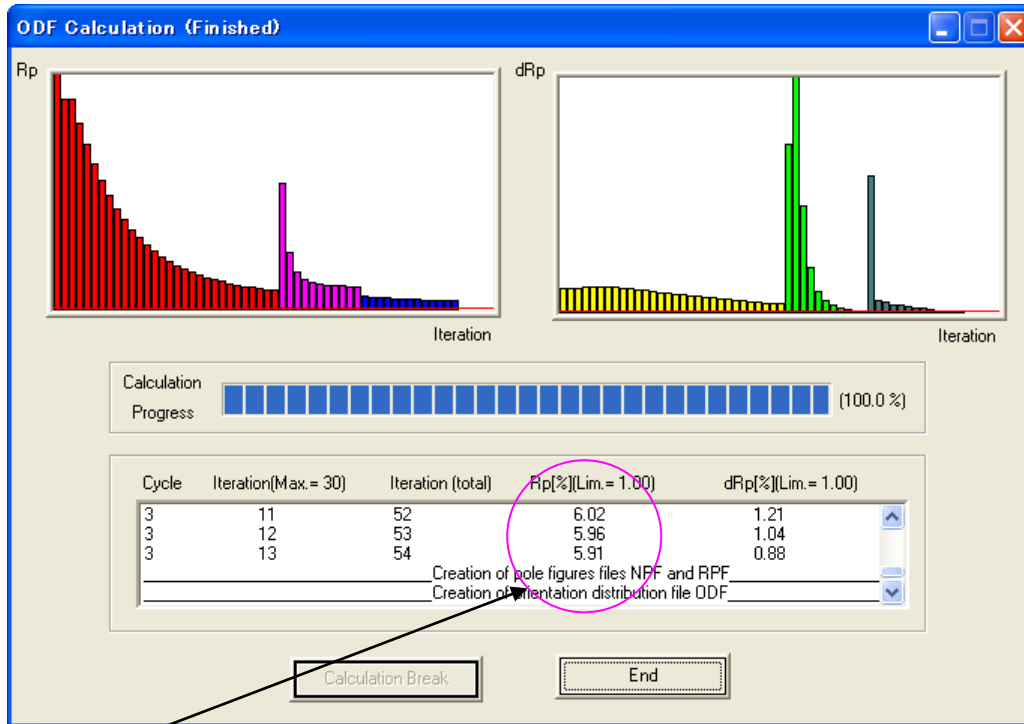 ODF Calculation (Finished)
Rp
dRp
Iteration
Iteration
Calculation
Progress
(100.0 %)
Cycle Iteration(Max.= 30) Iteration (total) Rp[%](Lim.= 1.00) dRp[%](Lim.= 1.00)
3 11 52 6.02 1.21
3 12 53 5.96 1.04
3 13 54 5.91 0.88
Creation of pole figures files NPF and RPF
Creation of orientation distribution file ODF
Calculation Break
End